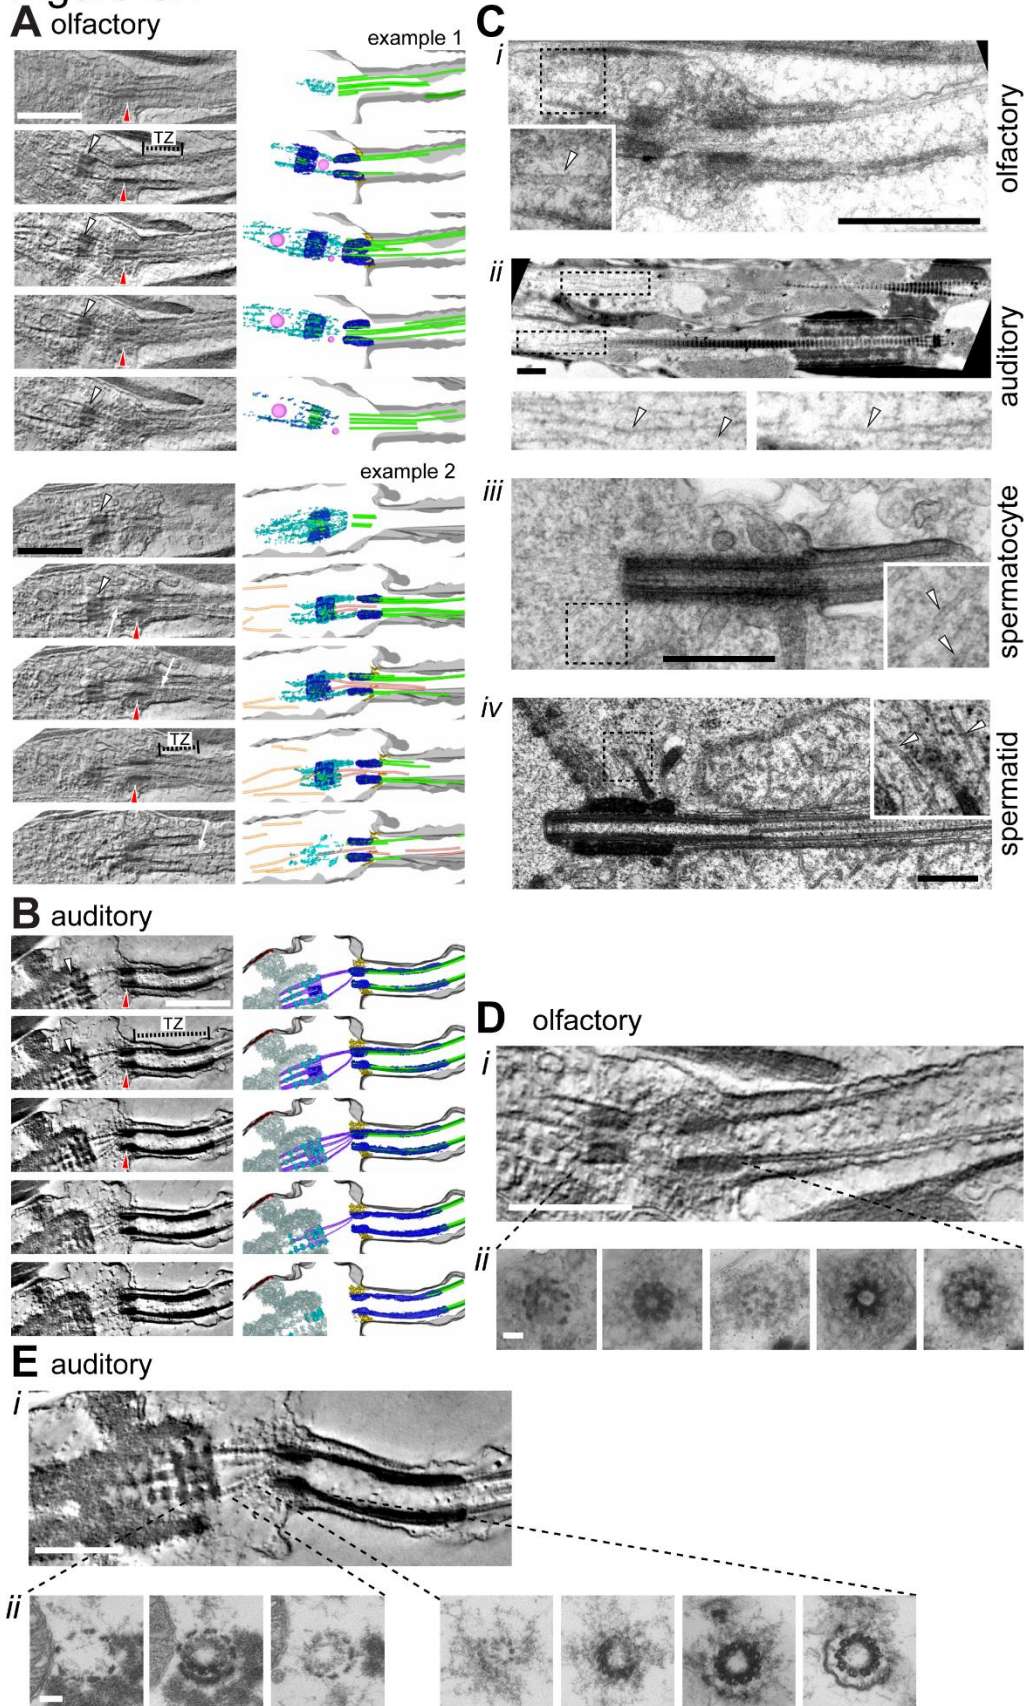 A olfactory
example 1
TZ
example 2
TZ
B auditory
TZ
C
i
olfactory
ii
auditory
iii
spermatocyte
iv
spermatid
D olfactory
i
ii
E auditory
i
ii